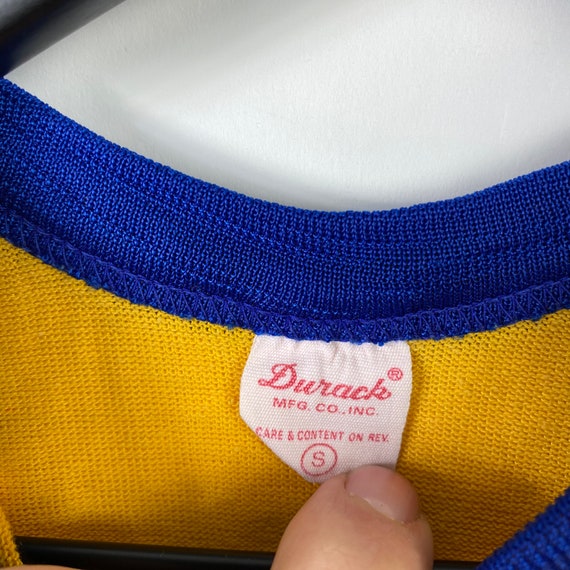 Durack®
MFG. CO., INC.
CARE & CONTENT ON REV.
S